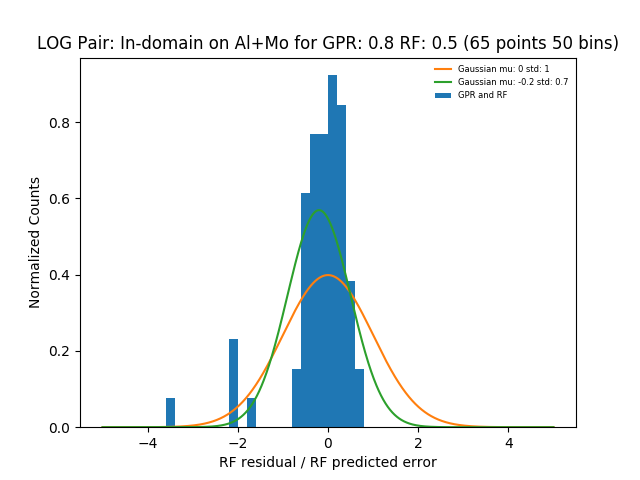 LOG Pair: In-domain on Al+Mo for GPR: 0.8 RF: 0.5 (65 points 50 bins)
Gaussian mu: 0 std: 1
Gaussian mu: -0.2 std: 0.7
GPR and RF
Normalized Counts
0.8
0.6
0.4
0.2
0.0
−4 −2 0 2 4
RF residual / RF predicted error